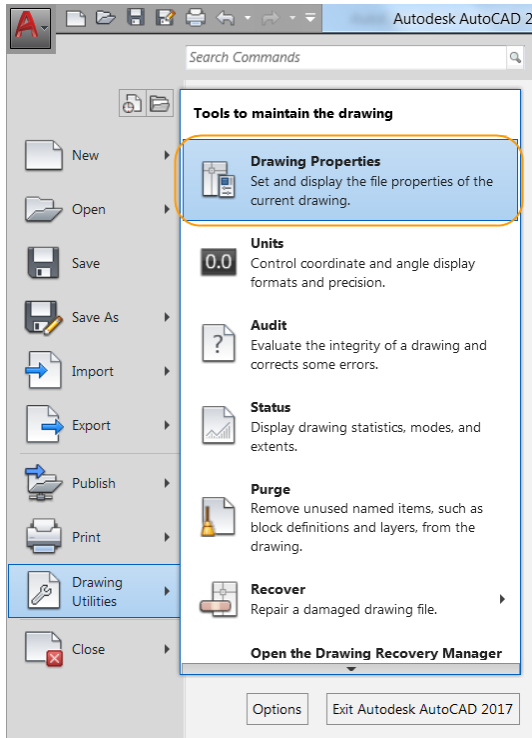 Autodesk AutoCAD 2
Search Commands
Tools to maintain the drawing
New
Open
Save
Save As
Import
Export
Publish
Print
Drawing
Utilities
Close
Drawing Properties
Set and display the file properties of the
current drawing.
0.0
Units
Control coordinate and angle display
formats and precision.
?
Audit
Evaluate the integrity of a drawing and
corrects some errors.
Status
Display drawing statistics, modes, and
extents.
Purge
Remove unused named items, such as
block definitions and layers, from the
drawing.
Recover
Repair a damaged drawing file.
Open the Drawing Recovery Manager
Options
Exit Autodesk AutoCAD 2017